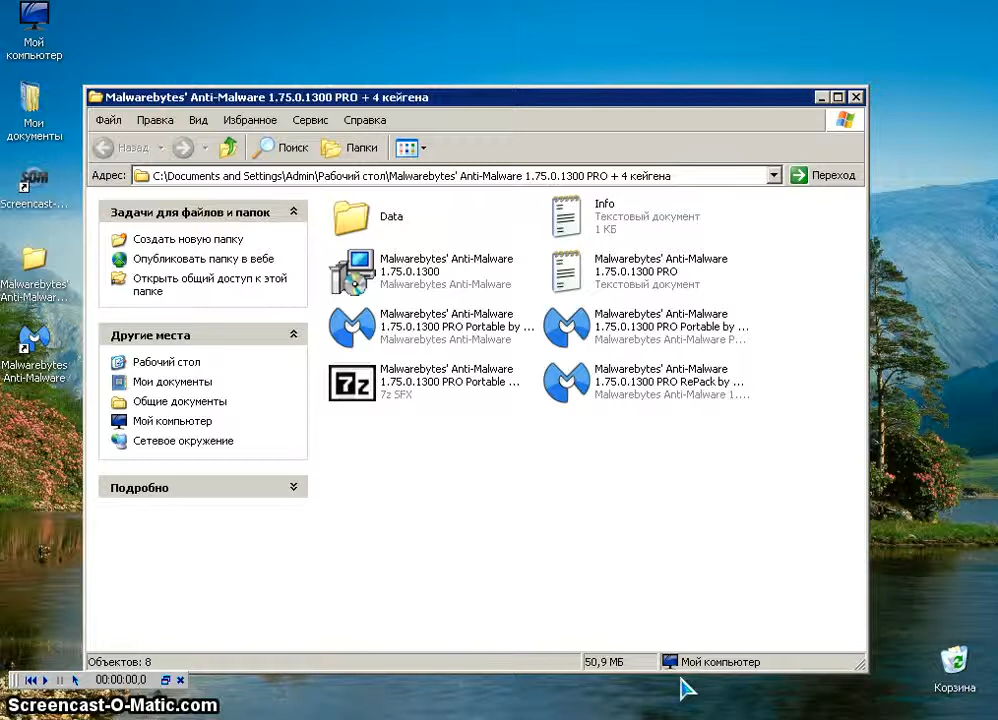 Мой
компьютер
Мои
документы
SOM
Screencast-...
Malwarebytes'
Anti-Malwar...
Malwarebytes
Anti-Malware
Malwarebytes' Anti-Malware 1.75.0.1300 PRO + 4 кейгена
Файл Правка Вид Избранное Сервис Справка
Назад Поиск Папки
Адрес: C:\Documents and Settings\Admin\Рабочий стол\Malwarebytes' Anti-Malware 1.75.0.1300 PRO + 4 кейгена Переход
Задачи для файлов и папок
Создать новую папку
Опубликовать папку в вебе
Открыть общий доступ к этой
папке
Другие места
Рабочий стол
Мои документы
Общие документы
Мой компьютер
Сетевое окружение
Подробно
Data
Info
Текстовый документ
1 КБ
Malwarebytes' Anti-Malware
1.75.0.1300
Malwarebytes Anti-Malware
Malwarebytes' Anti-Malware
1.75.0.1300 PRO
Текстовый документ
Malwarebytes' Anti-Malware
1.75.0.1300 PRO Portable by ...
Malwarebytes Anti-Malware
Malwarebytes' Anti-Malware
1.75.0.1300 PRO Portable by ...
Malwarebytes Anti-Malware P...
7z
Malwarebytes' Anti-Malware
1.75.0.1300 PRO Portable ...
7z SFX
Malwarebytes' Anti-Malware
1.75.0.1300 PRO RePack by ...
Malwarebytes Anti-Malware 1....
Объектов: 8 50,9 МБ Мой компьютер
00:00:00,0
Корзина
Screencast-O-Matic.com